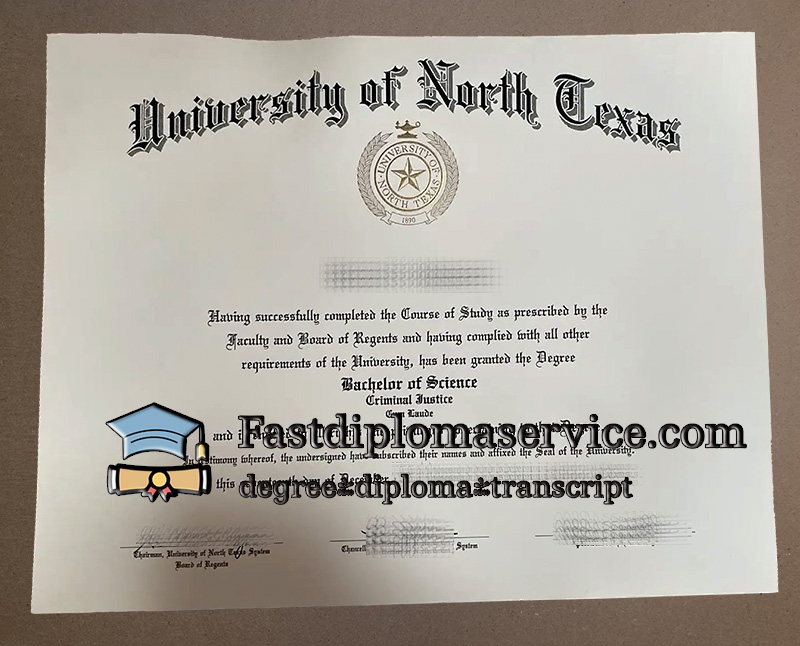 University of North Texas
UNIVERSITY OF NORTH TEXAS
1890
Having successfully completed the Course of Study as prescribed by the
Faculty and Board of Regents and having complied with all other
requirements of the University, has been granted the Degree
Bachelor of Science
Criminal Justice
Cum Laude
and
Fastdiplomaservice.com
In testimony whereof, the undersigned have subscribed their names and affixed the Seal of the University.
this day of December
degree diploma transcript
Chairman, University of North Texas System
Board of Regents
System